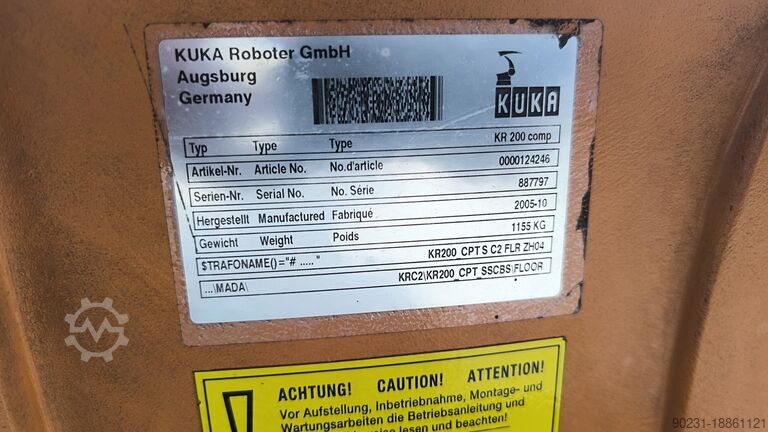 KUKA Roboter GmbH
Augsburg
Germany
KUKA
Typ Type Type KR 200 comp
Artikel-Nr. Article No. No.d'article 0000124246
Serien-Nr. Serial No. No. Série 887797
Hergestellt Manufactured Fabriqué 2005-10
Gewicht Weight Poids 1155 KG
$TRAFONAME()="# ....." KR200_CPT S C2 FLR ZH04
...\MADA\ KRC2\KR200_CPT_SSCBS\FLOOR
ACHTUNG! CAUTION! ATTENTION!
Vor Aufstellung, Inbetriebnahme, Montage- und
Wartungsarbeiten die Betriebsanleitung und
lesen und beachten!
90231-18861121